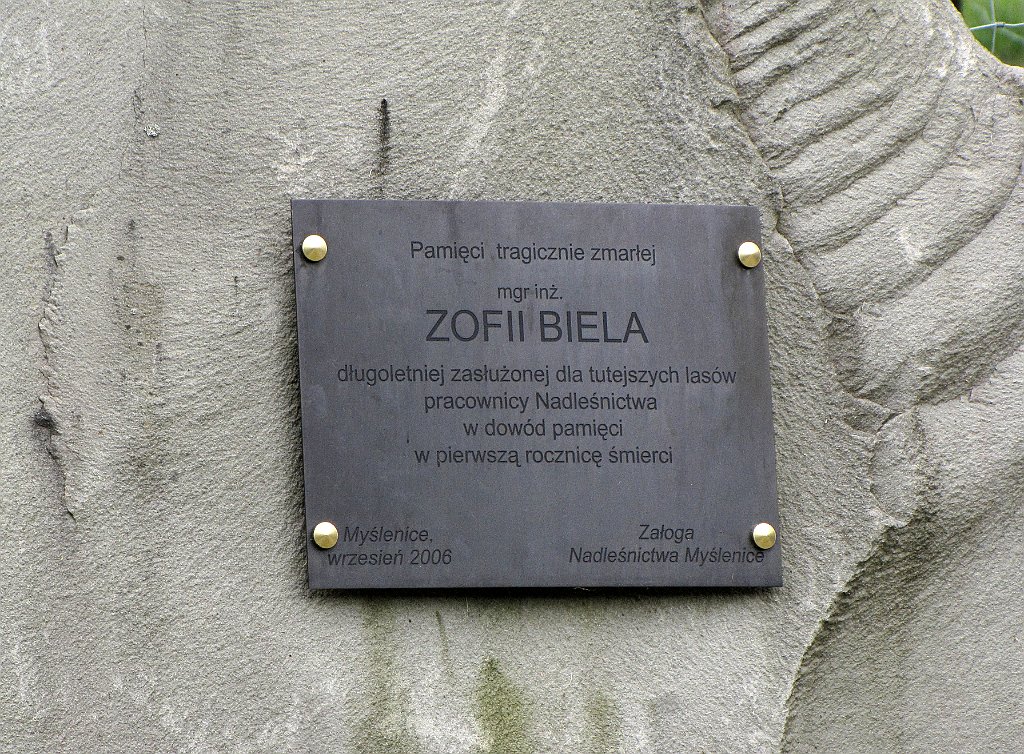 Pamięci tragicznie zmarłej
mgr inż.
ZOFII BIELA
długoletniej zasłużonej dla tutejszych lasów
pracownicy Nadleśnictwa
w dowód pamięci
w pierwszą rocznicę śmierci
Myślenice,
wrzesień 2006
Załoga
Nadleśnictwa Myślenice